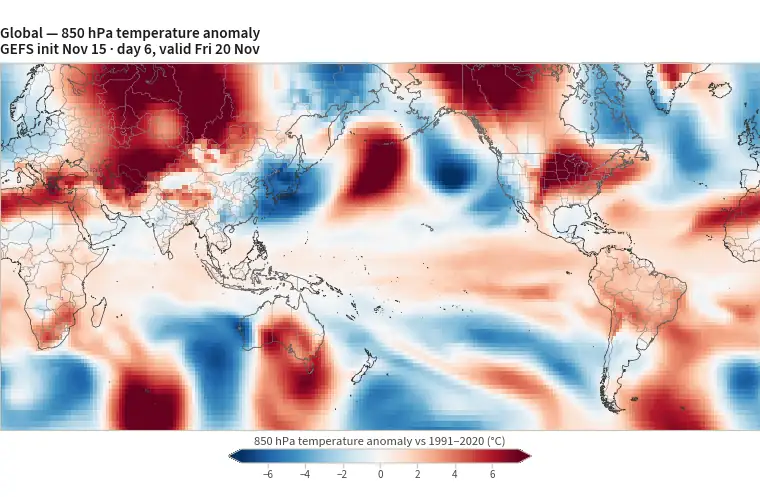 Global — 850 hPa temperature anomaly
GEFS init Nov 15 · day 6, valid Fri 20 Nov
850 hPa temperature anomaly vs 1991–2020 (°C)
−6 −4 −2 0 2 4 6